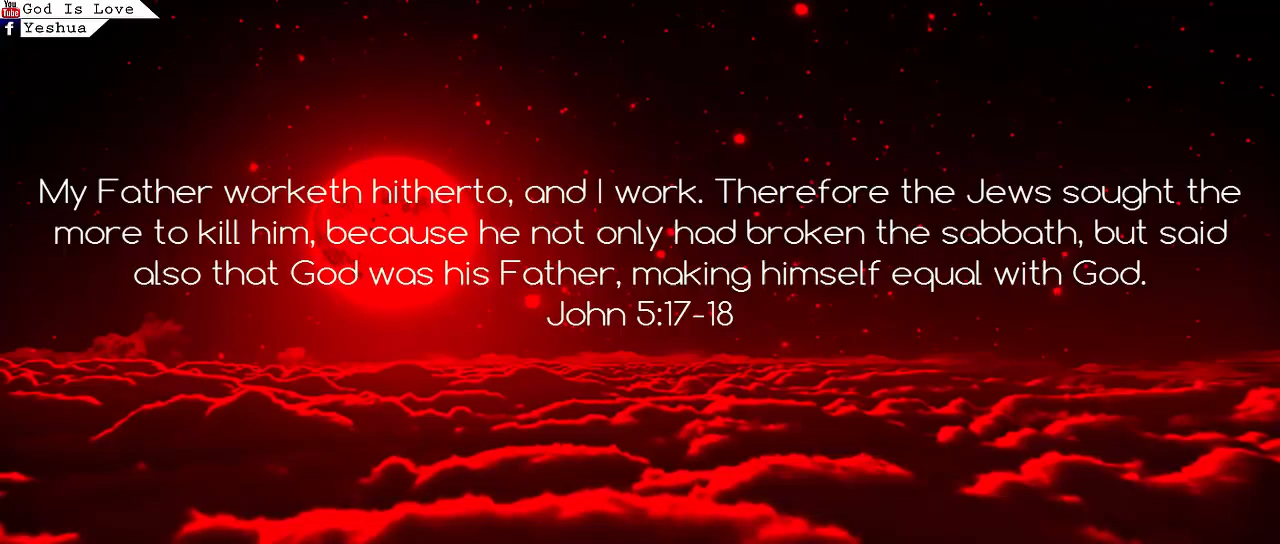 You Tube God Is Love
f Yeshua
My Father worketh hitherto, and I work. Therefore the Jews sought the
more to kill him, because he not only had broken the sabbath, but said
also that God was his Father, making himself equal with God.
John 5:17-18